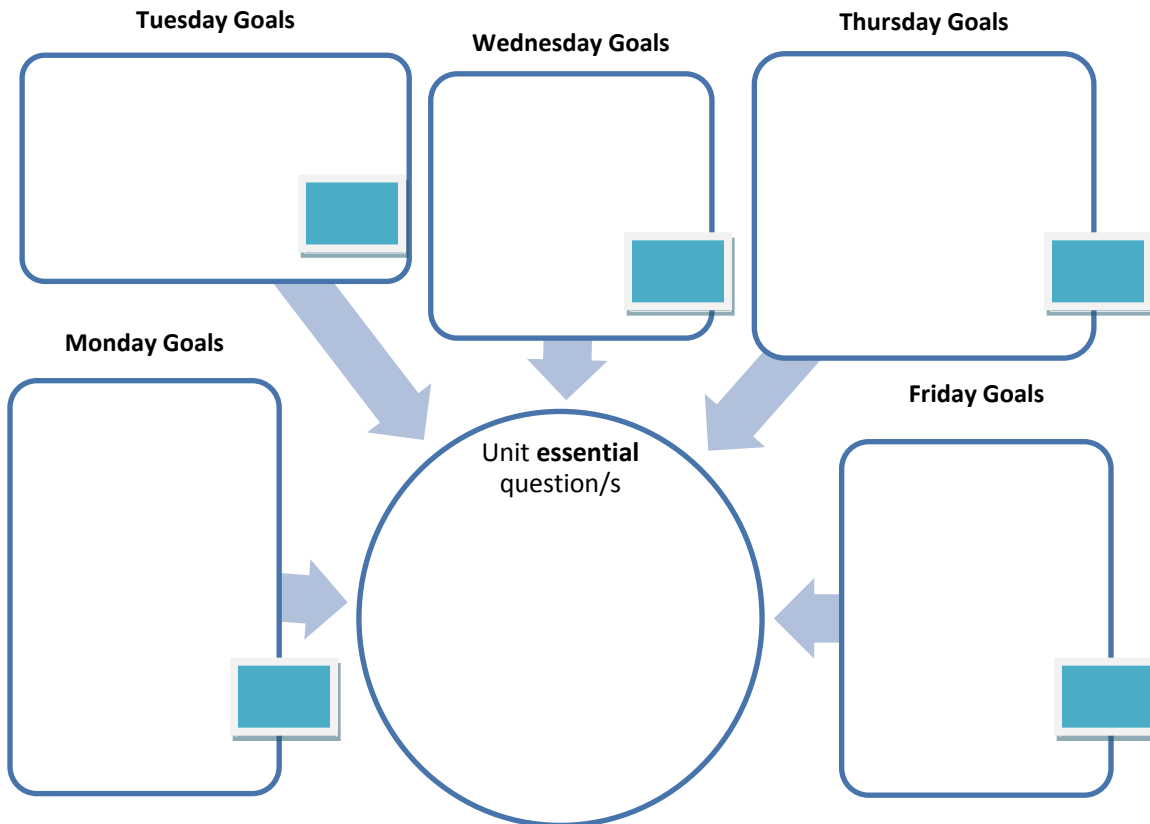 Tuesday Goals
Wednesday Goals
Thursday Goals
Monday Goals
Friday Goals
Unit essential
question/s